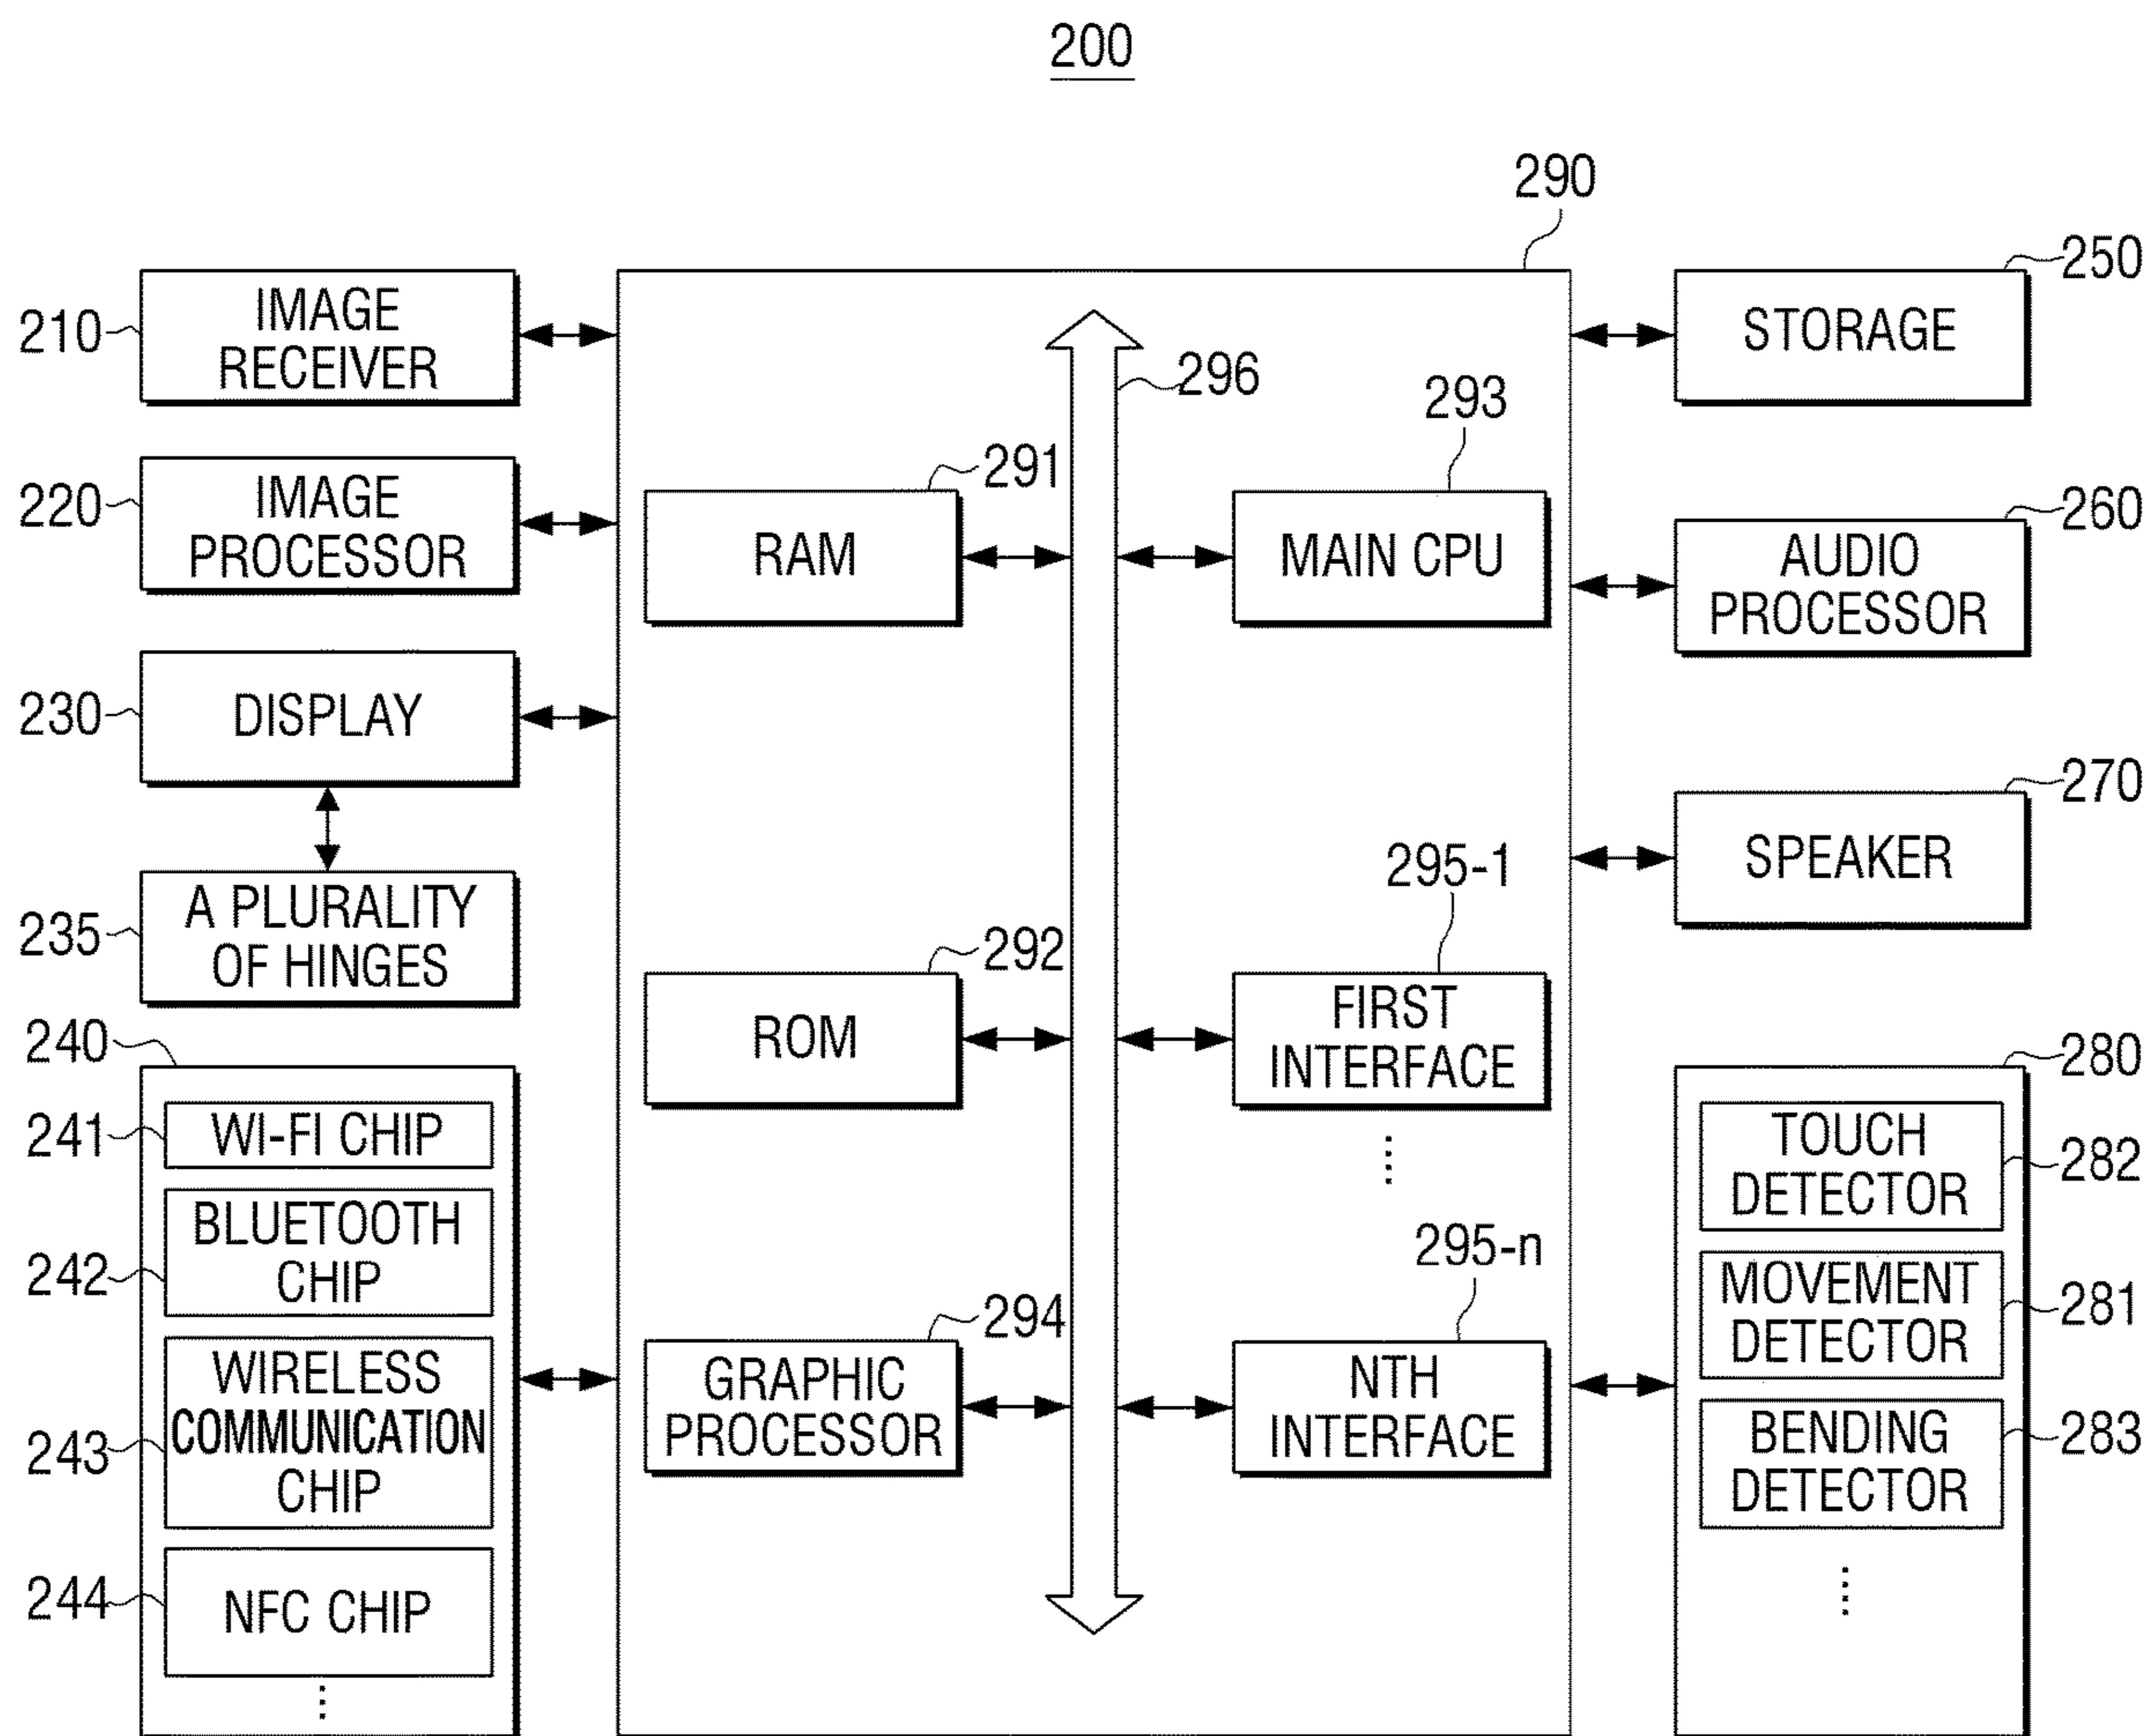 200
290
210
IMAGE
RECEIVER
220
IMAGE
PROCESSOR
230
DISPLAY
235
A PLURALITY
OF HINGES
240
241
WI-FI CHIP
242
BLUETOOTH
CHIP
243
WIRELESS
COMMUNICATION
CHIP
244
NFC CHIP
⋮
296
291
RAM
293
MAIN CPU
292
ROM
295-1
FIRST
INTERFACE
⋮
294
GRAPHIC
PROCESSOR
295-n
NTH
INTERFACE
250
STORAGE
260
AUDIO
PROCESSOR
270
SPEAKER
280
TOUCH
DETECTOR
282
MOVEMENT
DETECTOR
281
BENDING
DETECTOR
283
⋮